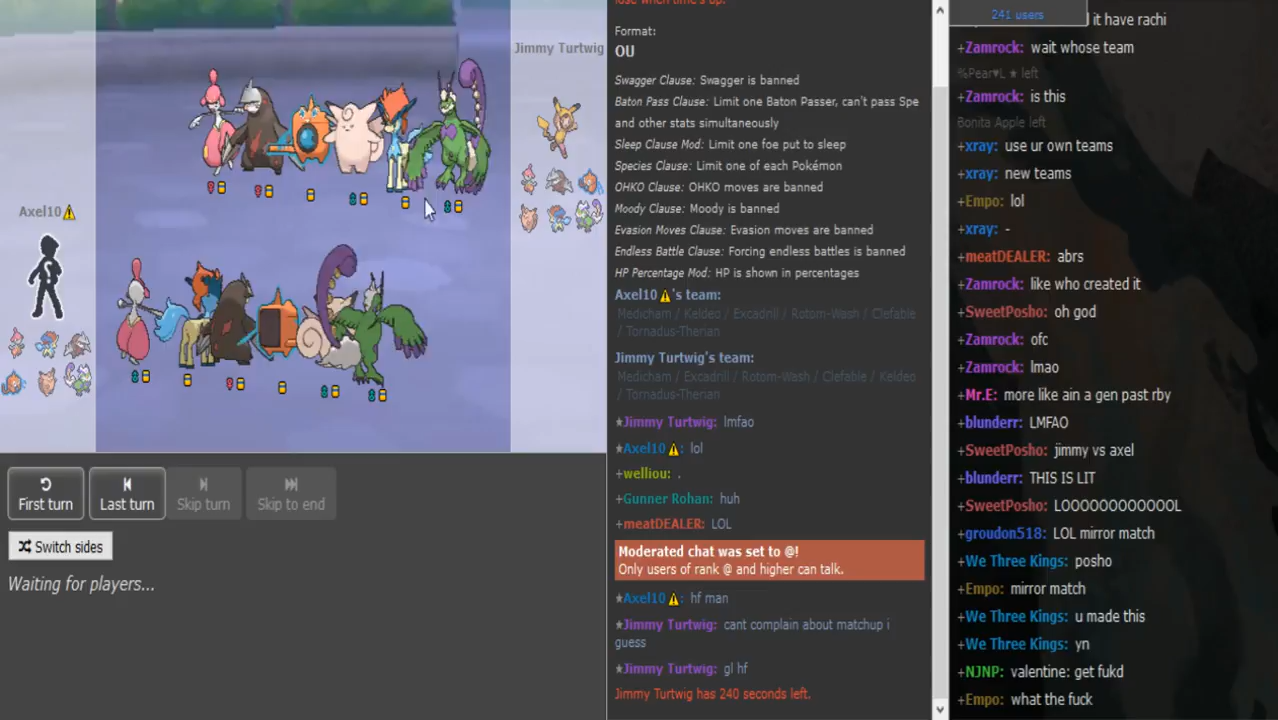 Jimmy Turtwig
Axel10
First turn
Last turn
Skip turn
Skip to end
Switch sides
Waiting for players...
lose when time's up.
Format:
OU
Swagger Clause: Swagger is banned
Baton Pass Clause: Limit one Baton Passer, can't pass Spe
and other stats simultaneously
Sleep Clause Mod: Limit one foe put to sleep
Species Clause: Limit one of each Pokémon
OHKO Clause: OHKO moves are banned
Moody Clause: Moody is banned
Evasion Moves Clause: Evasion moves are banned
Endless Battle Clause: Forcing endless battles is banned
HP Percentage Mod: HP is shown in percentages
Axel10⚠'s team:
Medicham / Keldeo / Excadrill / Rotom-Wash / Clefable
/ Tornadus-Therian
Jimmy Turtwig's team:
Medicham / Excadrill / Rotom-Wash / Clefable / Keldeo
/ Tornadus-Therian
★Jimmy Turtwig: lmfao
★Axel10⚠: lol
+welliou: .
+Gunner Rohan: huh
+meatDEALER: LOL
Moderated chat was set to @!
Only users of rank @ and higher can talk.
★Axel10⚠: hf man
★Jimmy Turtwig: cant complain about matchup i
guess
★Jimmy Turtwig: gl hf
Jimmy Turtwig has 240 seconds left.
241 users
it have rachi
+Zamrock: wait whose team
%Pear♥L ★ left
+Zamrock: is this
Bonita Apple left
+xray: use ur own teams
+xray: new teams
+Empo: lol
+xray: -
+meatDEALER: abrs
+Zamrock: like who created it
+SweetPosho: oh god
+Zamrock: ofc
+Zamrock: lmao
+Mr.E: more like ain a gen past rby
+blunderr: LMFAO
+SweetPosho: jimmy vs axel
+blunderr: THIS IS LIT
+SweetPosho: LOOOOOOOOOOOOL
+groudon518: LOL mirror match
+We Three Kings: posho
+Empo: mirror match
+We Three Kings: u made this
+We Three Kings: yn
+NJNP: valentine: get fukd
+Empo: what the fuck